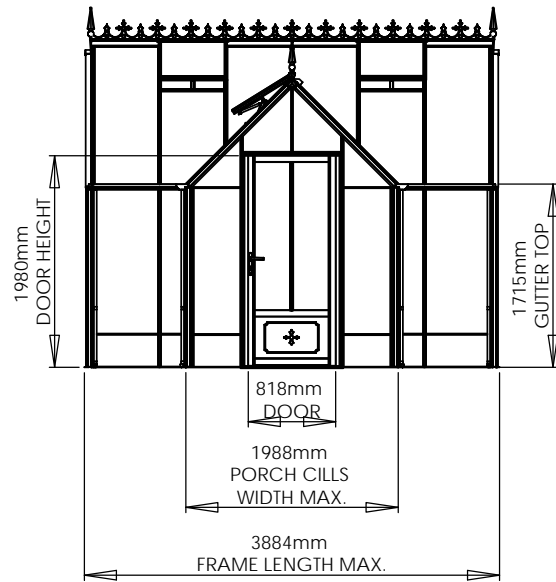 1980mm
DOOR HEIGHT
1715mm
GUTTER TOP
818mm
DOOR
1988mm
PORCH CILLS
WIDTH MAX.
3884mm
FRAME LENGTH MAX.